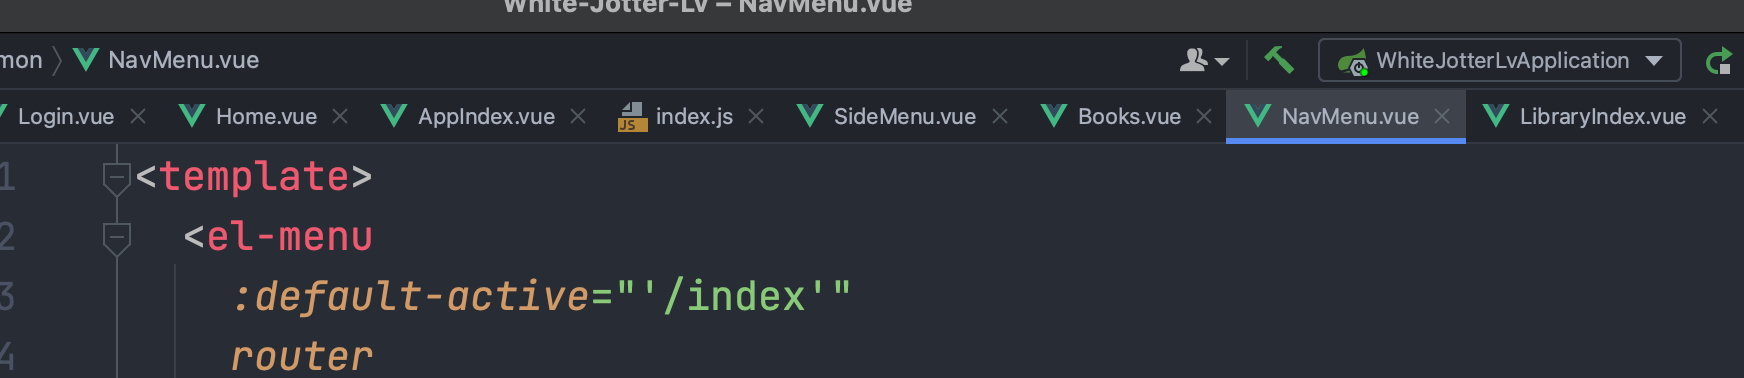 White-Jotter-Lv – NavMenu.vue
mon NavMenu.vue WhiteJotterLvApplication
Login.vue Home.vue AppIndex.vue JS index.js SideMenu.vue Books.vue NavMenu.vue LibraryIndex.vue
1 <template>
2 <el-menu
3 :default-active="'/index'"
4 router